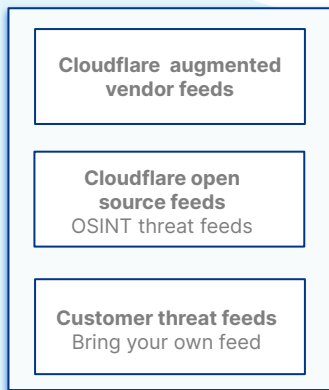 Cloudflare augmented
vendor feeds
Cloudflare open
source feeds
OSINT threat feeds
Customer threat feeds
Bring your own feed